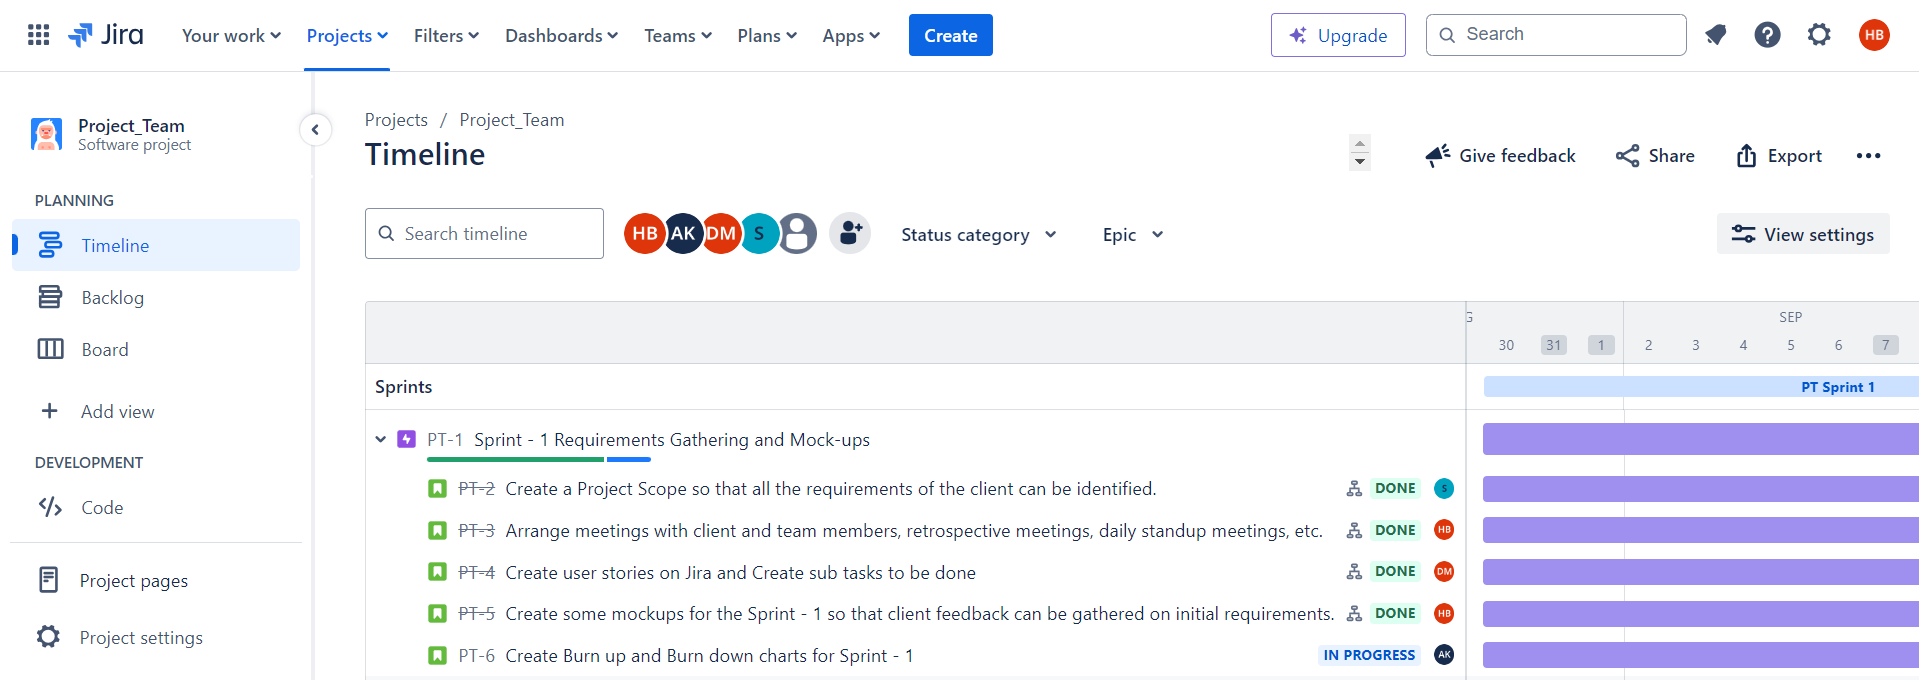 Jira Your work Projects Filters Dashboards Teams Plans Apps Create Upgrade Search HB
Project_Team
Software project
PLANNING
Timeline
Backlog
Board
Add view
DEVELOPMENT
Code
Project pages
Project settings
Projects / Project_Team
Timeline
Give feedback Share Export
Search timeline HB AK DM S Status category Epic View settings
SEP
30 31 1 2 3 4 5 6 7
Sprints PT Sprint 1
PT-1 Sprint - 1 Requirements Gathering and Mock-ups
PT-2 Create a Project Scope so that all the requirements of the client can be identified. DONE S
PT-3 Arrange meetings with client and team members, retrospective meetings, daily standup meetings, etc. DONE HB
PT-4 Create user stories on Jira and Create sub tasks to be done DONE DM
PT-5 Create some mockups for the Sprint - 1 so that client feedback can be gathered on initial requirements. DONE HB
PT-6 Create Burn up and Burn down charts for Sprint - 1 IN PROGRESS AK